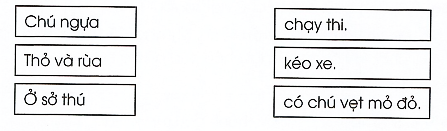 Chú ngựa
chạy thi.
Thỏ và rùa
kéo xe.
Ở sở thú
có chú vẹt mỏ đỏ.